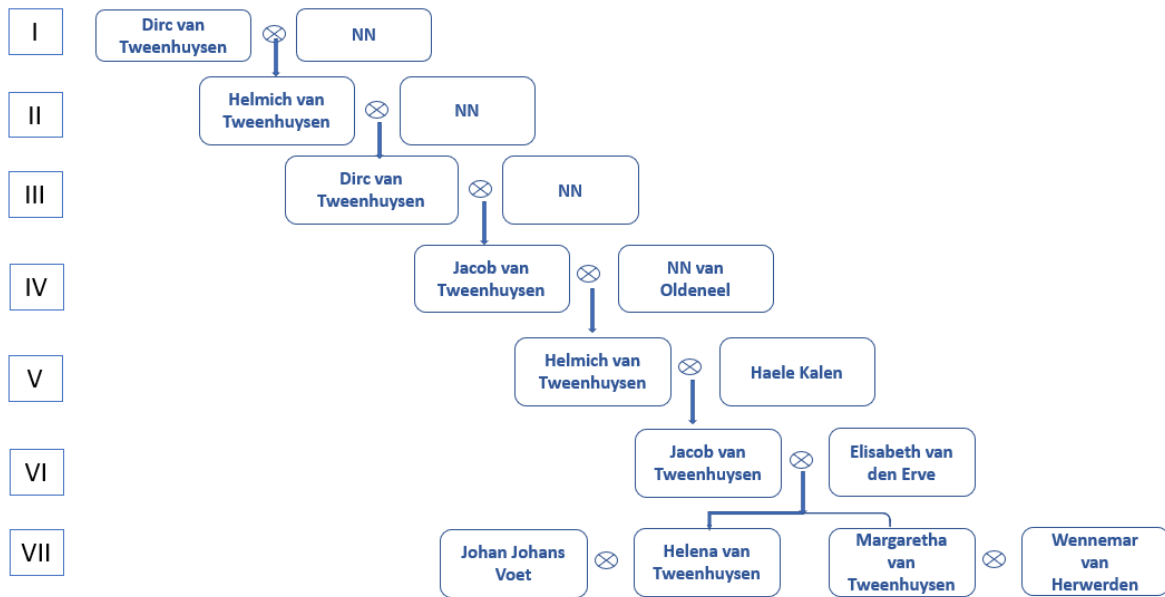 I
Dirc van
Tweenhuysen
NN
II
Helmich van
Tweenhuysen
NN
III
Dirc van
Tweenhuysen
NN
IV
Jacob van
Tweenhuysen
NN van
Oldeneel
V
Helmich van
Tweenhuysen
Haele Kalen
VI
Jacob van
Tweenhuysen
Elisabeth van
den Erve
VII
Johan Johans
Voet
Helena van
Tweenhuysen
Margaretha
van
Tweenhuysen
Wennemar
van
Herwerden